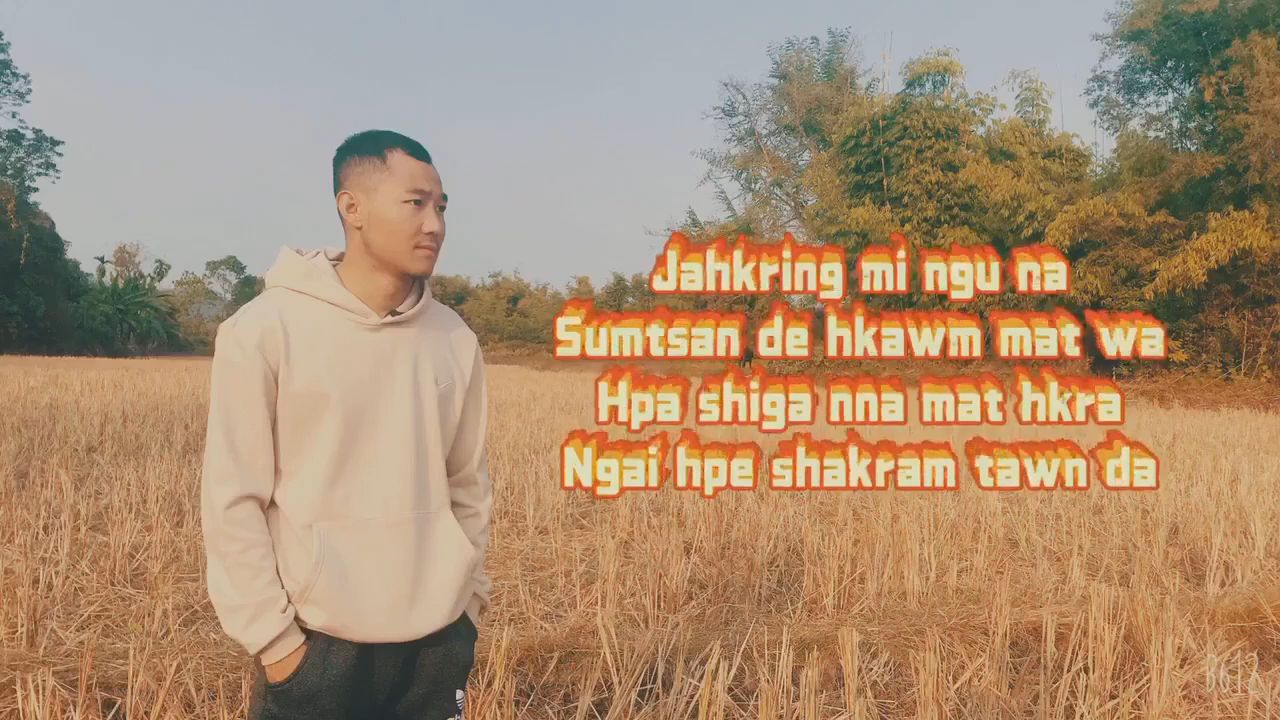 Jahkring mi ngu na
Sumtsan de hkawm mat wa
Hpa shiga nna mat hkra
Ngai hpe shakram tawn da
B612